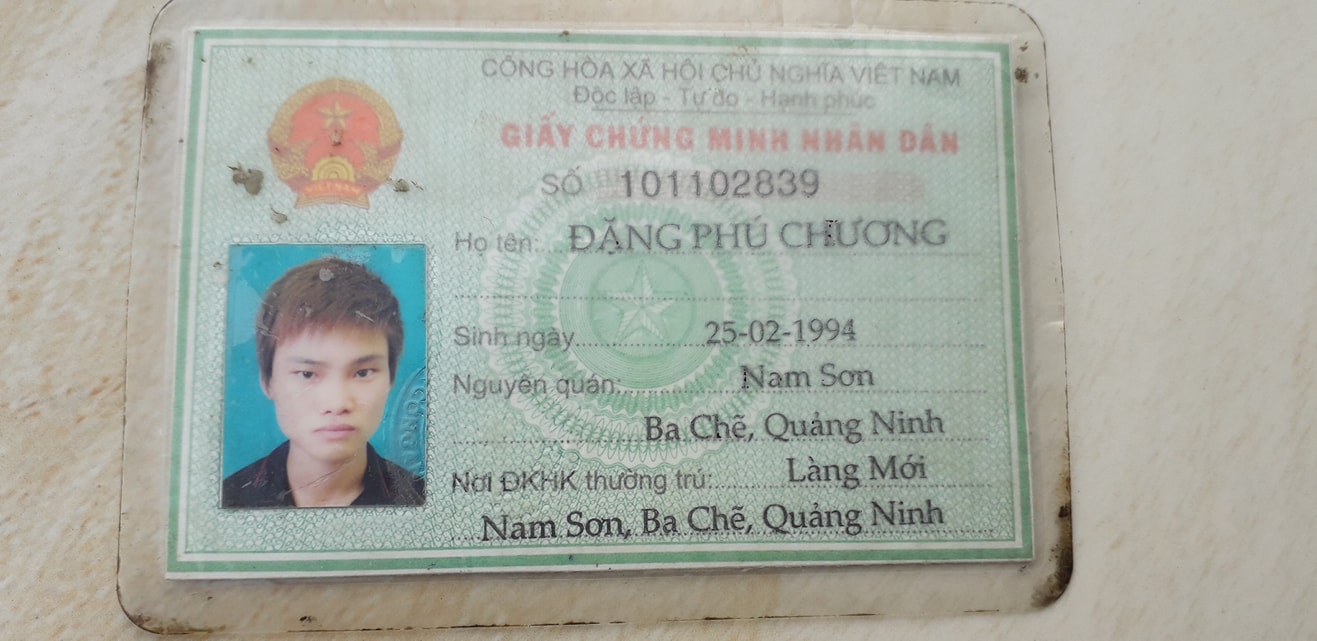 CỘNG HÒA XÃ HỘI CHỦ NGHĨA VIỆT NAM
Độc lập - Tự do - Hạnh phúc
GIẤY CHỨNG MINH NHÂN DÂN
SỐ 101102839
Họ tên: ĐẶNG PHÚ CHƯƠNG
Sinh ngày 25-02-1994
Nguyên quán: Nam Sơn
Ba Chẽ, Quảng Ninh
Nơi ĐKHK thường trú: Làng Mới
Nam Sơn, Ba Chẽ, Quảng Ninh
VIỆT NAM